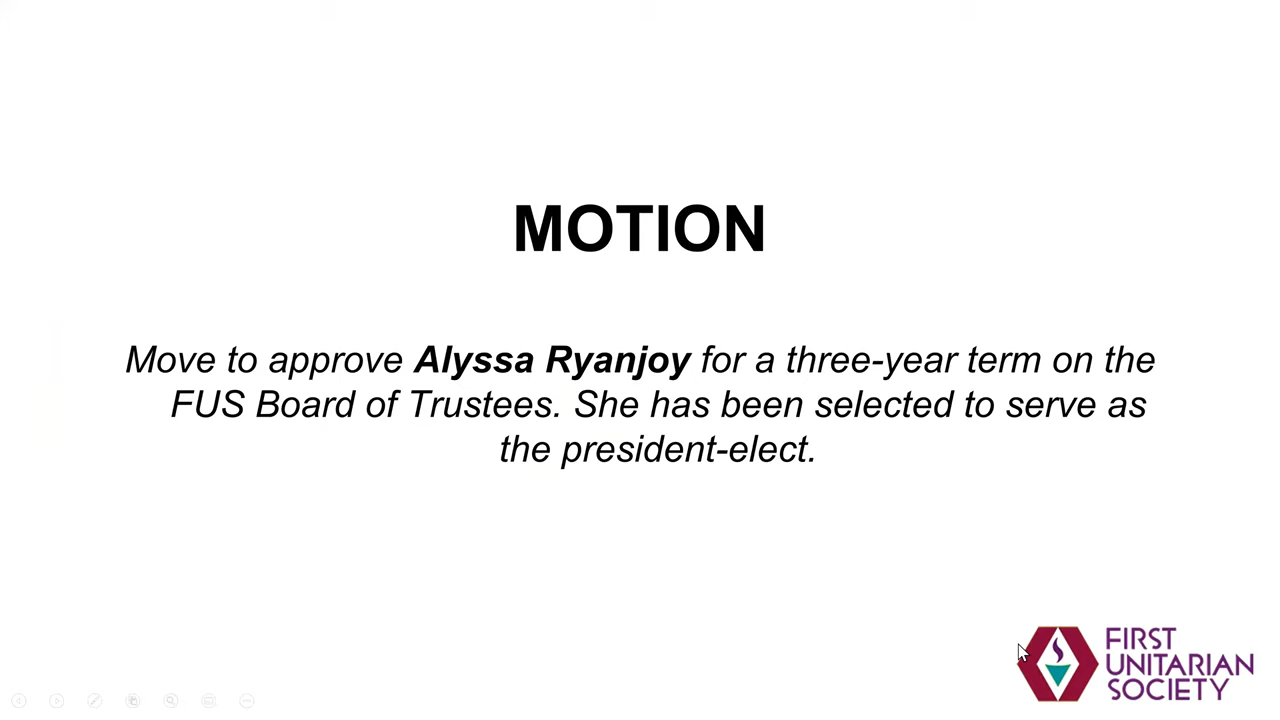 MOTION
Move to approve Alyssa Ryanjoy for a three-year term on the
FUS Board of Trustees. She has been selected to serve as
the president-elect.
FIRST
UNITARIAN
SOCIETY